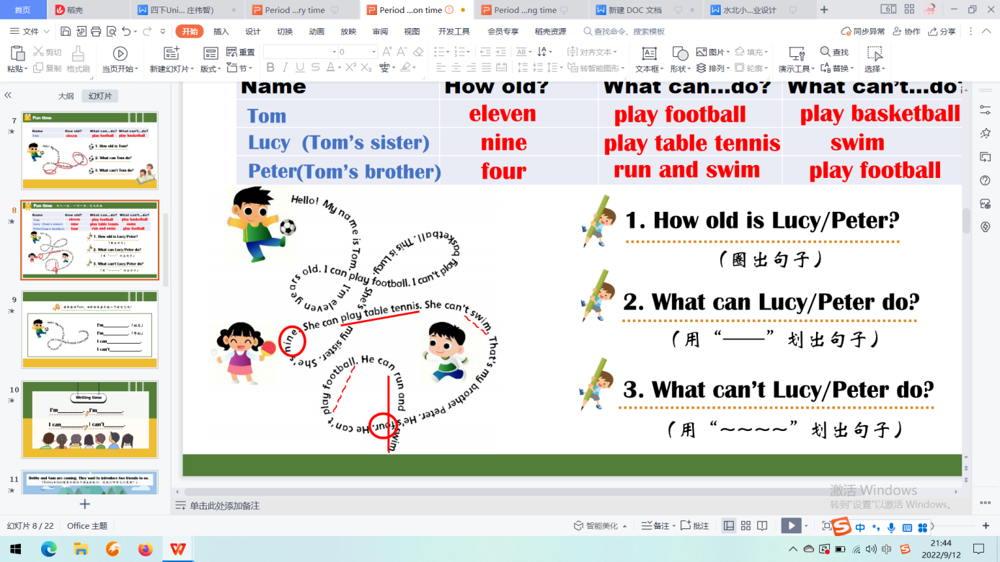 首页 稻壳 四下Uni... 庄伟智） Period ...ry time Period ...on time Period ...ng time 新建 DOC 文档 水北小...业设计
文件 开始 插入 设计 切换 动画 放映 审阅 视图 开发工具 会员专享 稻壳资源 查找命令、搜索模板 同步异常 协作 分享
剪切 重置 0 对齐文本 图片 填充 查找
粘贴 复制 格式刷 当页开始 新建幻灯片 版式 节 B I U S A X² X₂ 转智能图形 文本框 形状 排列 轮廓 演示工具 替换 选择
大纲 幻灯片
7
Fun time
Name How old? What can...do? What can't...do?
Tom eleven play football play basketball
1. How old is Tom?
2. What can Tom do?
3. What can't Tom do?
8
Fun time
Name How old? What can...do? What can't...do?
Tom eleven play football play basketball
Lucy (Tom's sister) nine play table tennis swim
Peter(Tom's brother) four run and swim play football
1. How old is Lucy/Peter?
2. What can Lucy/Peter do?
3. What can't Lucy/Peter do?
9
I'm
I'm
I can
I can't
10
Writing time
I'm I'm
I can I can't
11
Bobby and Sam are coming. They want to introduce two friends to us.
Name How old? What can...do? What can't...do?
Tom eleven play football play basketball
Lucy (Tom's sister) nine play table tennis swim
Peter(Tom's brother) four run and swim play football
Hello! My name is Tom. I'm eleven years old. I can play football. I can't play basketball. This is Lucy. She's my sister. She's nine. She can play table tennis. She can't swim. That's my brother Peter. He's four. He can't play football. He can run and swim.
1. How old is Lucy/Peter?
（圈出句子）
2. What can Lucy/Peter do?
（用“——”划出句子）
3. What can't Lucy/Peter do?
（用“~~~~”划出句子）
激活 Windows
转到"设置"以激活 Windows。
单击此处添加备注
幻灯片 8 / 22 Office 主题 智能美化 备注 批注
中
21:44
2022/9/12